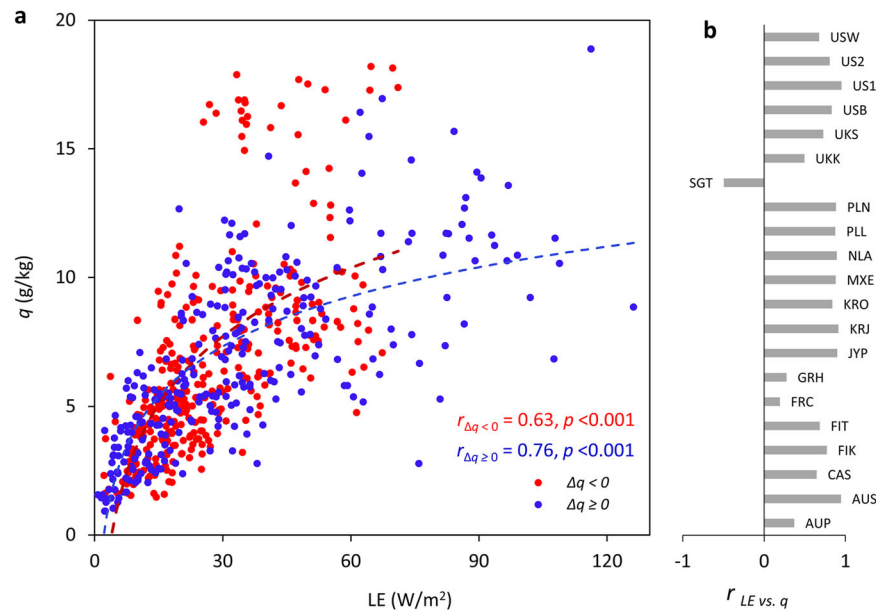 a
20
15
10
5
0
q (g/kg)
0 30 60 90 120
LE (W/m²)
r Δq < 0 = 0.63, p <0.001
r Δq ≥ 0 = 0.76, p <0.001
Δq < 0
Δq ≥ 0
b
USW
US2
US1
USB
UKS
UKK
SGT
PLN
PLL
NLA
MXE
KRO
KRJ
JYP
GRH
FRC
FIT
FIK
CAS
AUS
AUP
-1 0 1
r LE vs. q